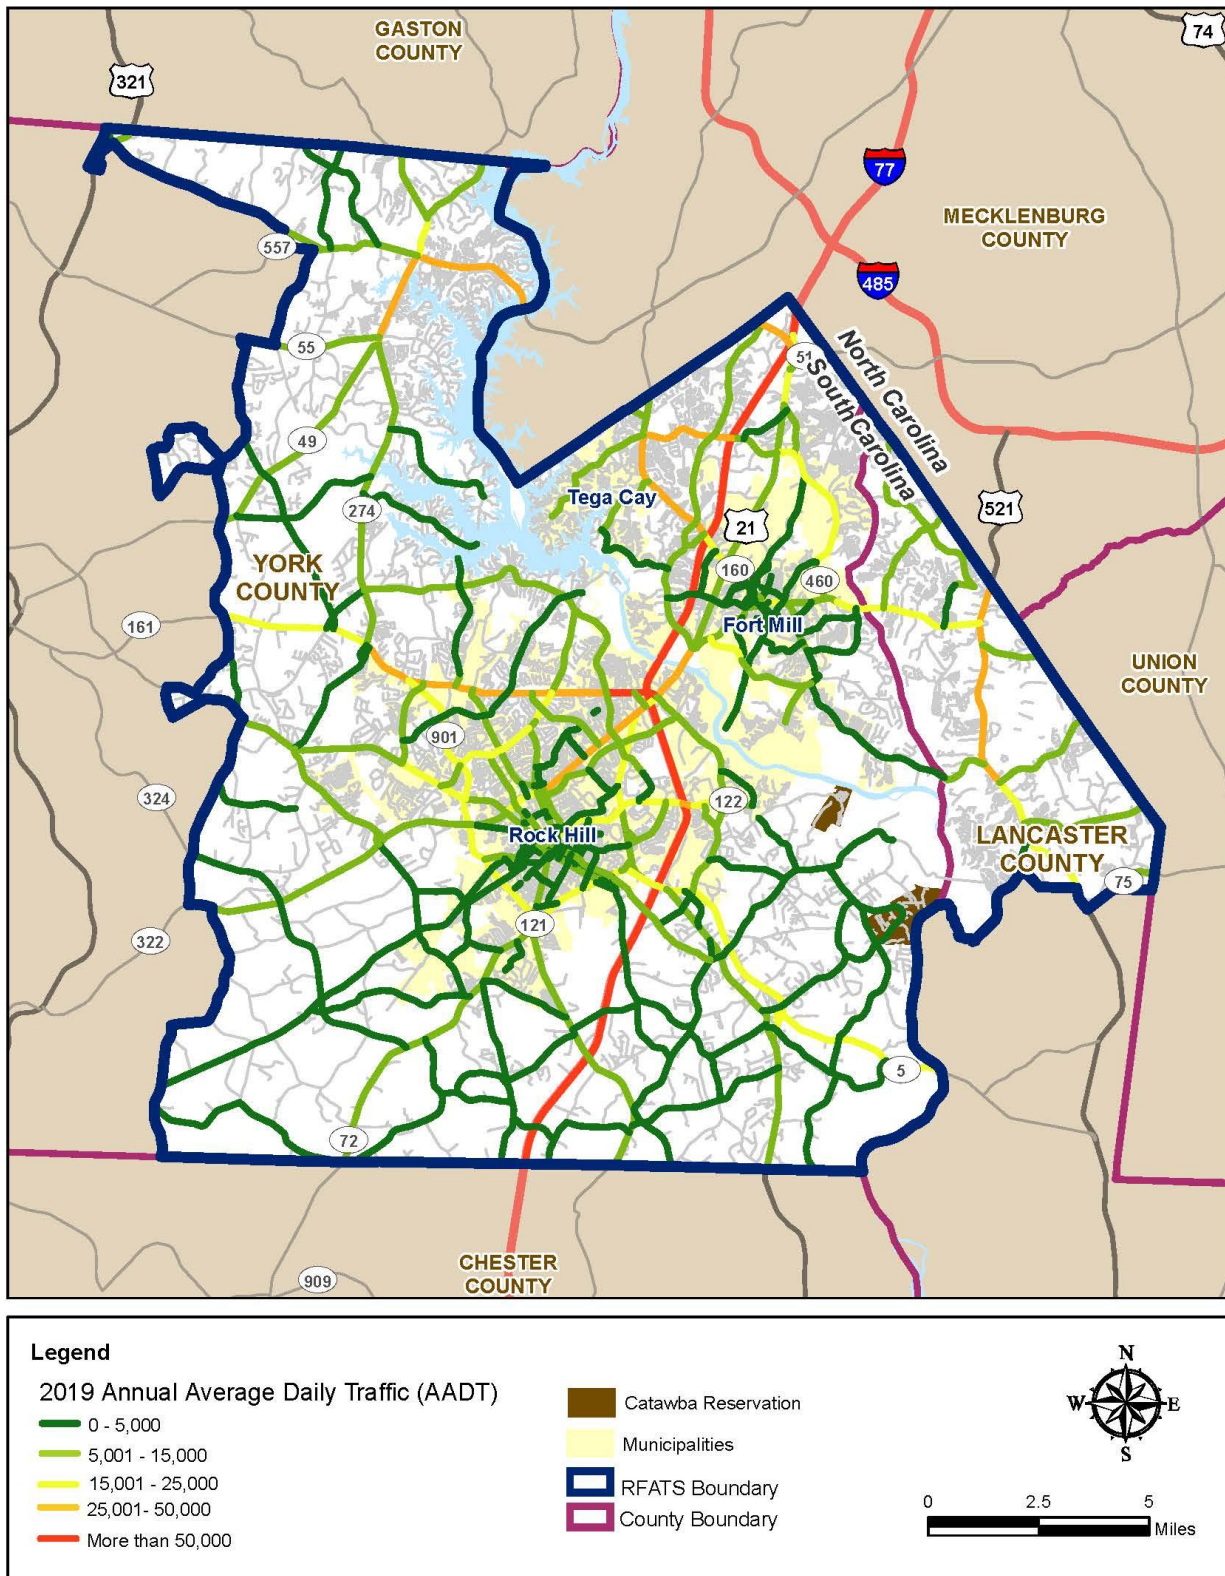 GASTON
COUNTY
74
321
77
MECKLENBURG
COUNTY
557
485
55
51
North Carolina
South Carolina
49
Tega Cay
274
521
21
YORK
COUNTY
160
460
161
Fort Mill
UNION
COUNTY
901
324
122
Rock Hill
LANCASTER
COUNTY
75
121
322
5
72
CHESTER
COUNTY
909
Legend
2019 Annual Average Daily Traffic (AADT)
0 - 5,000
5,001 - 15,000
15,001 - 25,000
25,001- 50,000
More than 50,000
Catawba Reservation
Municipalities
RFATS Boundary
County Boundary
N
W
E
S
0 2.5 5
Miles